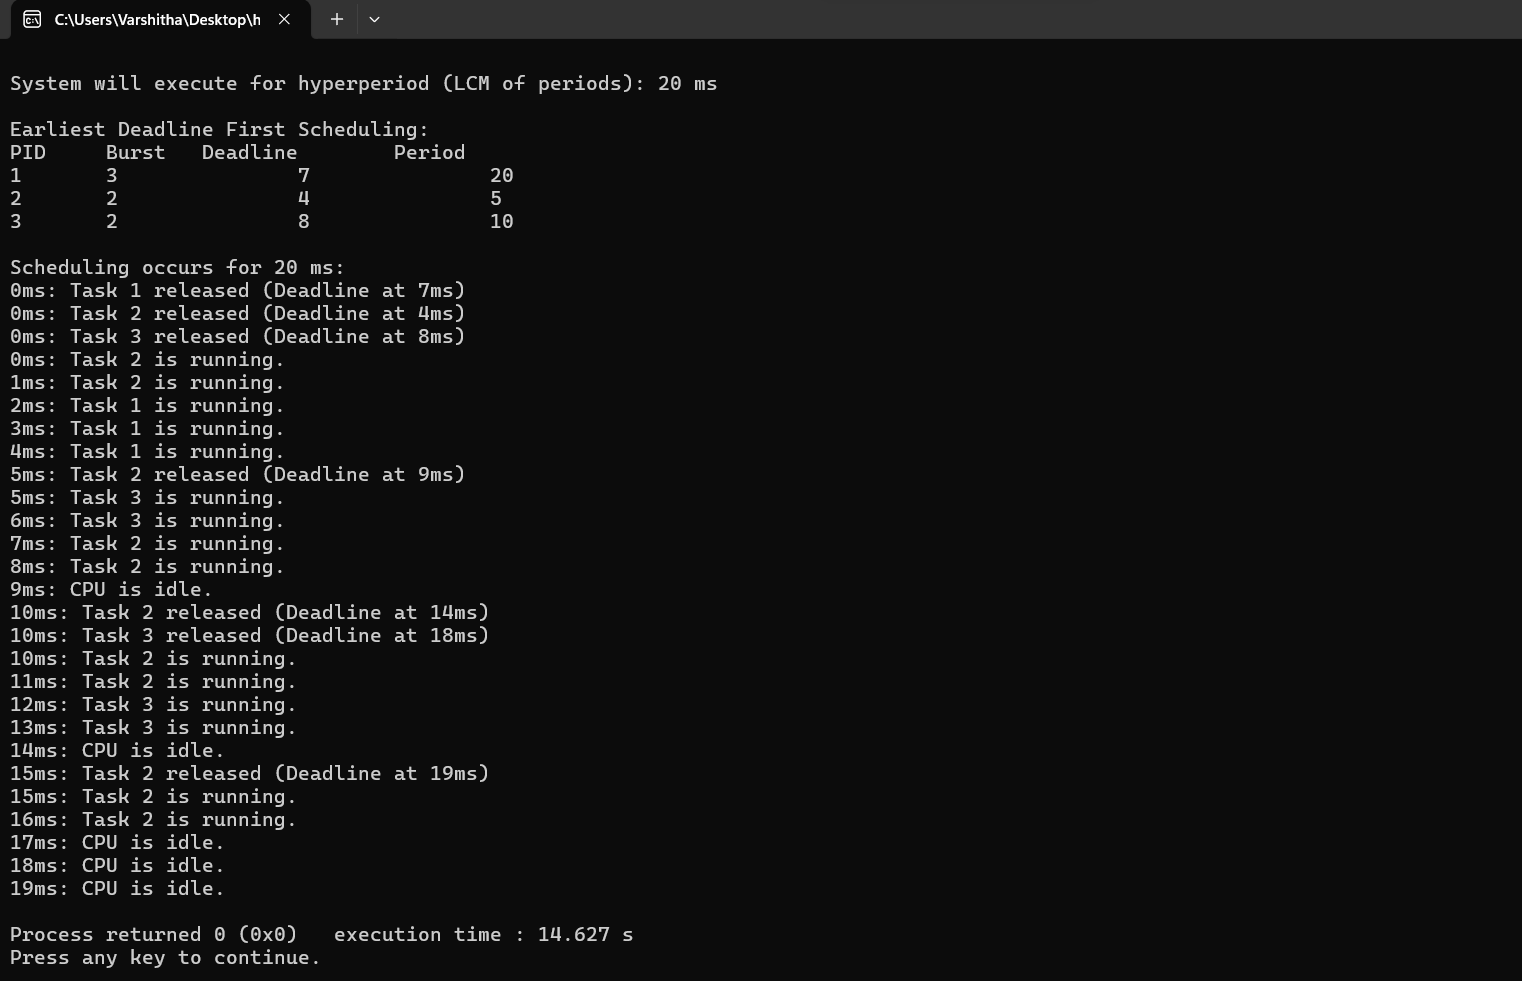 C:\Users\Varshitha\Desktop\h
System will execute for hyperperiod (LCM of periods): 20 ms
Earliest Deadline First Scheduling:
PID Burst Deadline Period
1 3 7 20
2 2 4 5
3 2 8 10
Scheduling occurs for 20 ms:
0ms: Task 1 released (Deadline at 7ms)
0ms: Task 2 released (Deadline at 4ms)
0ms: Task 3 released (Deadline at 8ms)
0ms: Task 2 is running.
1ms: Task 2 is running.
2ms: Task 1 is running.
3ms: Task 1 is running.
4ms: Task 1 is running.
5ms: Task 2 released (Deadline at 9ms)
5ms: Task 3 is running.
6ms: Task 3 is running.
7ms: Task 2 is running.
8ms: Task 2 is running.
9ms: CPU is idle.
10ms: Task 2 released (Deadline at 14ms)
10ms: Task 3 released (Deadline at 18ms)
10ms: Task 2 is running.
11ms: Task 2 is running.
12ms: Task 3 is running.
13ms: Task 3 is running.
14ms: CPU is idle.
15ms: Task 2 released (Deadline at 19ms)
15ms: Task 2 is running.
16ms: Task 2 is running.
17ms: CPU is idle.
18ms: CPU is idle.
19ms: CPU is idle.
Process returned 0 (0x0) execution time : 14.627 s
Press any key to continue.